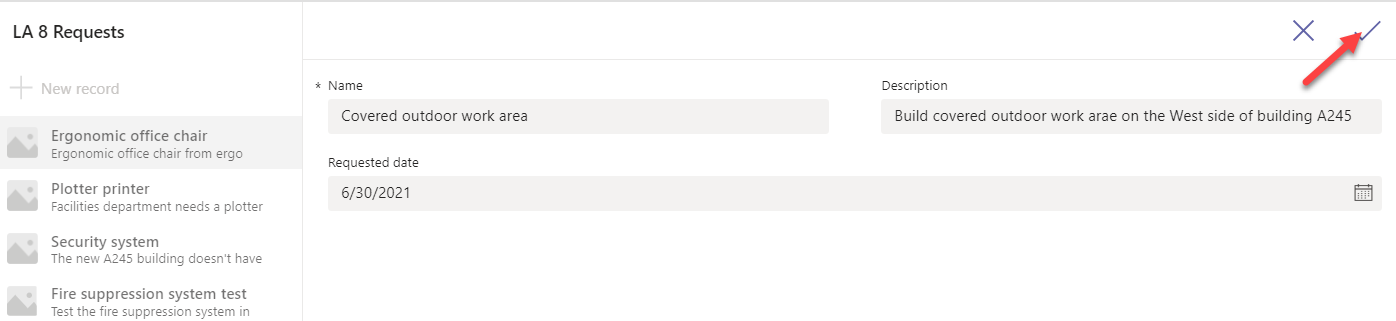 LA 8 Requests
New record
Ergonomic office chair
Ergonomic office chair from ergo
Plotter printer
Facilities department needs a plotter
Security system
The new A245 building doesn't have
Fire suppression system test
Test the fire suppression system in
* Name
Covered outdoor work area
Description
Build covered outdoor work arae on the West side of building A245
Requested date
6/30/2021